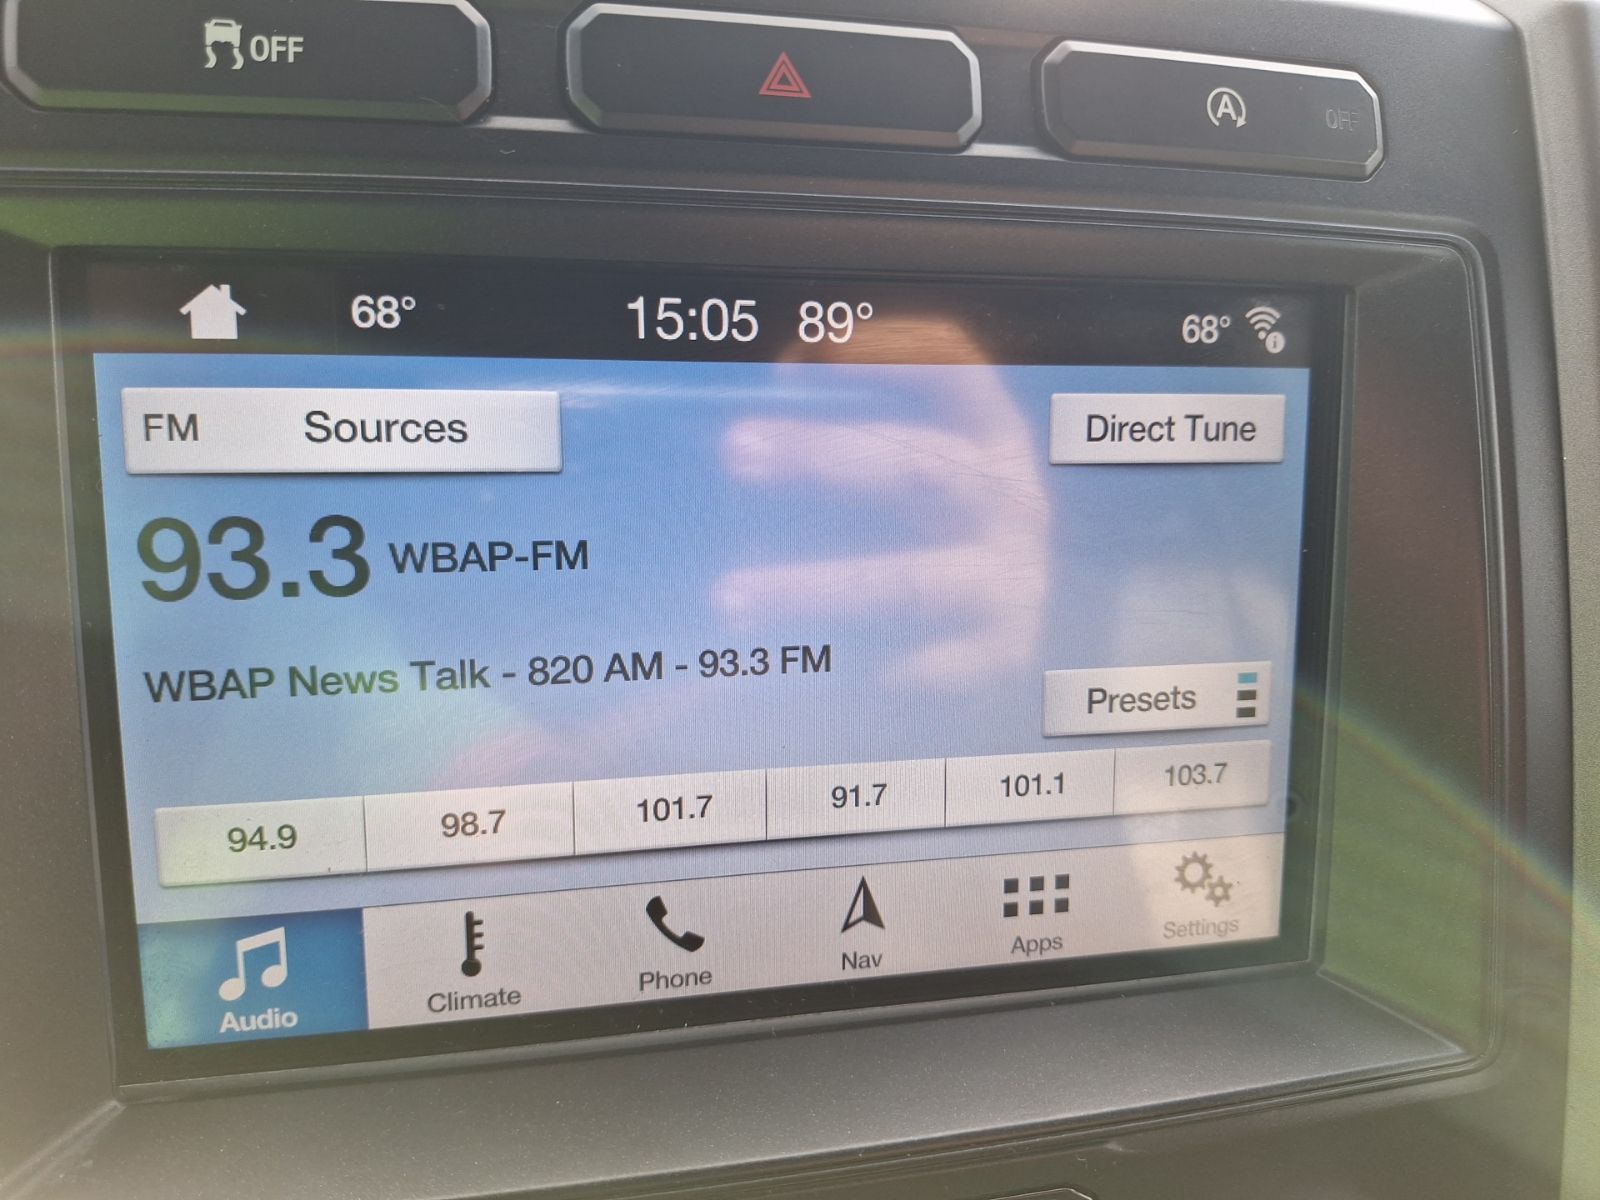 OFF
OFF
68° 15:05 89° 68°
FM Sources Direct Tune
93.3 WBAP-FM
WBAP News Talk - 820 AM - 93.3 FM
Presets
94.9 98.7 101.7 91.7 101.1 103.7
Audio Climate Phone Nav Apps Settings